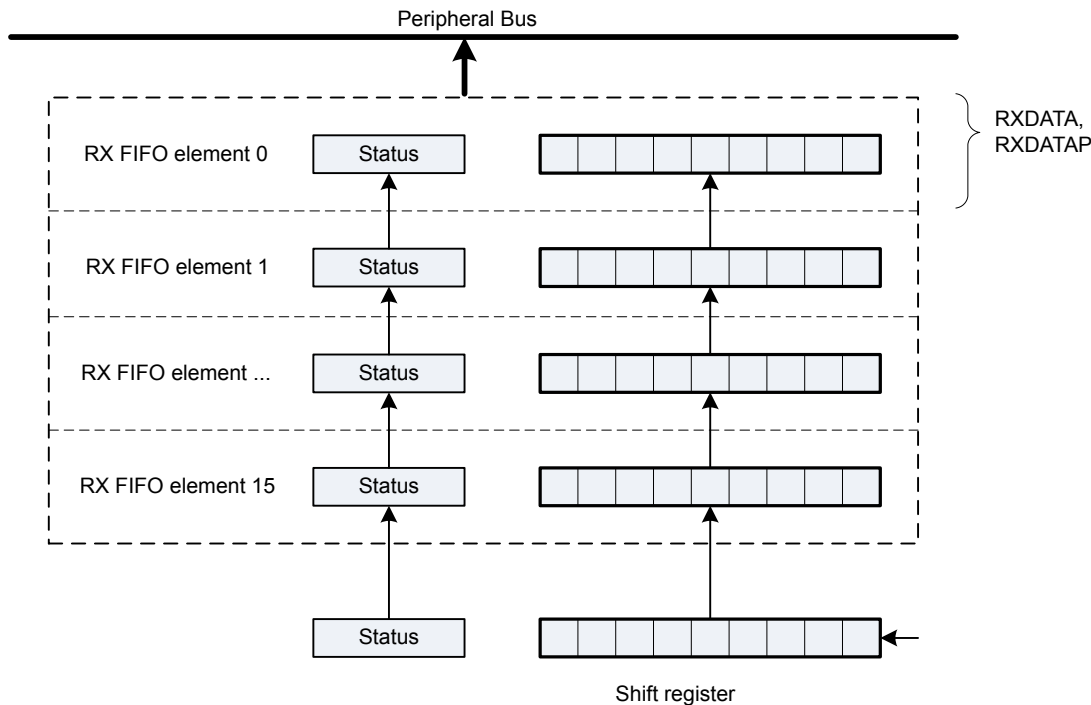 Peripheral Bus
RX FIFO element 0
Status
RXDATA,
RXDATAP
RX FIFO element 1
Status
RX FIFO element ...
Status
RX FIFO element 15
Status
Status
Shift register